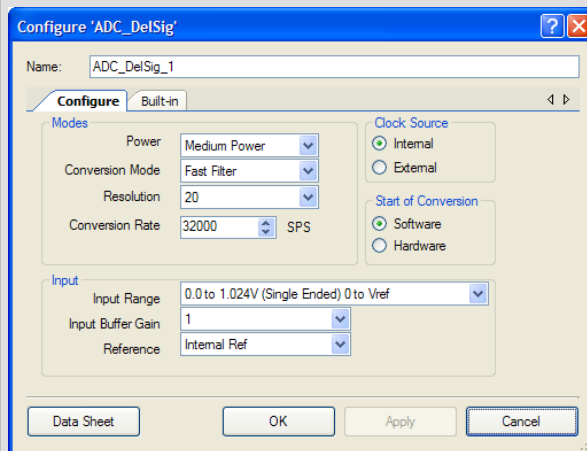 Configure 'ADC_DelSig'
Name: ADC_DelSig_1
Configure Built-in
Modes
Power Medium Power
Conversion Mode Fast Filter
Resolution 20
Conversion Rate 32000 SPS
Clock Source
Internal
External
Start of Conversion
Software
Hardware
Input
Input Range 0.0 to 1.024V (Single Ended) 0 to Vref
Input Buffer Gain 1
Reference Internal Ref
Data Sheet OK Apply Cancel